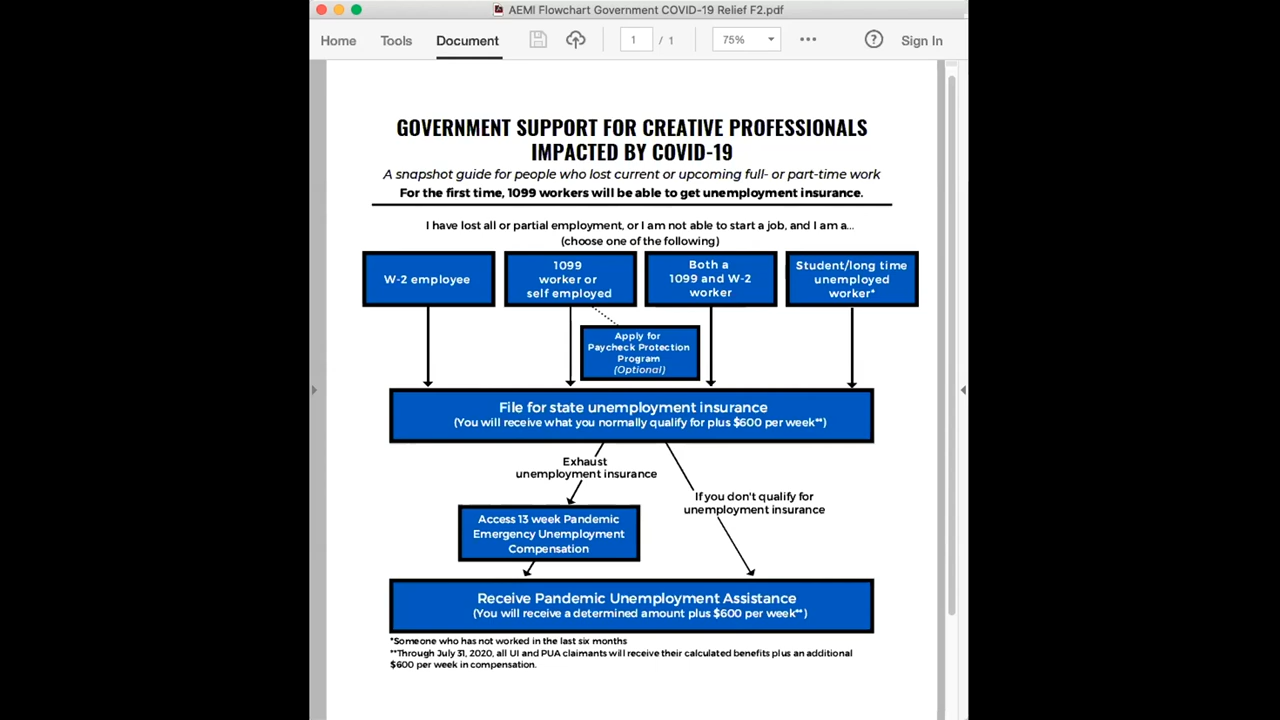 AEMI Flowchart Government COVID-19 Relief F2.pdf
Home Tools Document 1 / 1 75% ••• ? Sign In
GOVERNMENT SUPPORT FOR CREATIVE PROFESSIONALS
IMPACTED BY COVID-19
A snapshot guide for people who lost current or upcoming full- or part-time work
For the first time, 1099 workers will be able to get unemployment insurance.
I have lost all or partial employment, or I am not able to start a job, and I am a...
(choose one of the following)
W-2 employee
1099
worker or
self employed
Both a
1099 and W-2
worker
Student/long time
unemployed
worker*
Apply for
Paycheck Protection
Program
(Optional)
File for state unemployment insurance
(You will receive what you normally qualify for plus $600 per week**)
Exhaust
unemployment insurance
If you don't qualify for
unemployment insurance
Access 13 week Pandemic
Emergency Unemployment
Compensation
Receive Pandemic Unemployment Assistance
(You will receive a determined amount plus $600 per week**)
*Someone who has not worked in the last six months
**Through July 31, 2020, all UI and PUA claimants will receive their calculated benefits plus an additional
$600 per week in compensation.